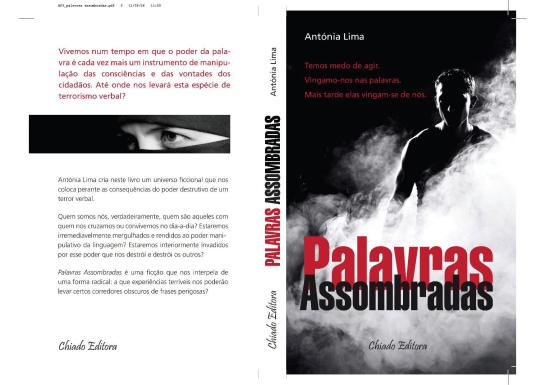 Vivemos num tempo em que o poder da pala-
vra é cada vez mais um instrumento de manipu-
lação das consciências e das vontades dos
cidadãos. Até onde nos levará esta espécie de
terrorismo verbal?
Antónia Lima cria neste livro um universo ficcional que nos
coloca perante as consequências do poder destrutivo de um
terror verbal.
Quem somos nós, verdadeiramente, quem são aqueles com
quem nos cruzamos ou convivemos no dia-a-dia? Estaremos
irremediavelmente mergulhados e rendidos ao poder mani-
pulativo da linguagem? Estaremos interiormente invadidos
por esse poder que nos destrói e destrói os outros?
Palavras Assombradas é uma ficção que nos interpela de
uma forma radical: a que experiências terríveis nos poderão
levar certos corredores obscuros de frases perigosas?
Chiado Editora
Antónia Lima
PALAVRAS ASSOMBRADAS
Chiado Editora
Antónia Lima
Temos medo de agir.
Vingamo-nos nas palavras.
Mais tarde elas vingam-se de nós.
Palavras
Assombradas
Chiado Editora